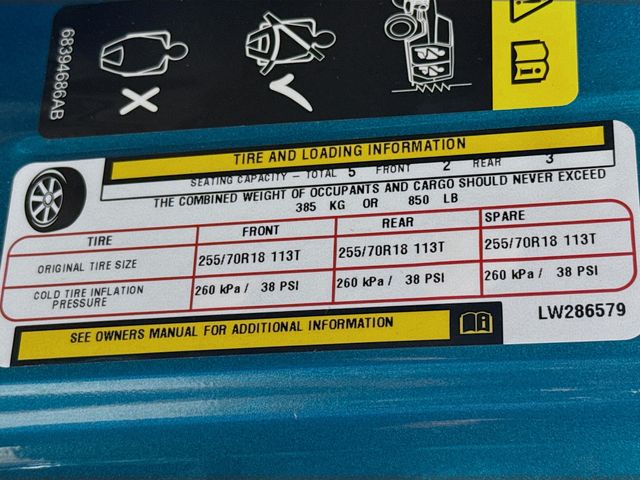 68394686AB
TIRE AND LOADING INFORMATION
SEATING CAPACITY – TOTAL 5 FRONT 2 REAR 3
THE COMBINED WEIGHT OF OCCUPANTS AND CARGO SHOULD NEVER EXCEED
385 KG OR 850 LB
TIRE FRONT REAR SPARE
ORIGINAL TIRE SIZE 255/70R18 113T 255/70R18 113T 255/70R18 113T
COLD TIRE INFLATION
PRESSURE 260 kPa / 38 PSI 260 kPa / 38 PSI 260 kPa / 38 PSI
SEE OWNERS MANUAL FOR ADDITIONAL INFORMATION
LW286579